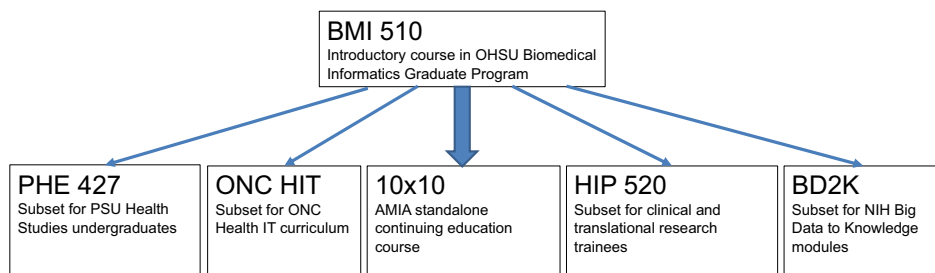 BMI 510
Introductory course in OHSU Biomedical
Informatics Graduate Program
PHE 427
Subset for PSU Health
Studies undergraduates
ONC HIT
Subset for ONC
Health IT curriculum
10x10
AMIA standalone
continuing education
course
HIP 520
Subset for clinical and
translational research
trainees
BD2K
Subset for NIH Big
Data to Knowledge
modules